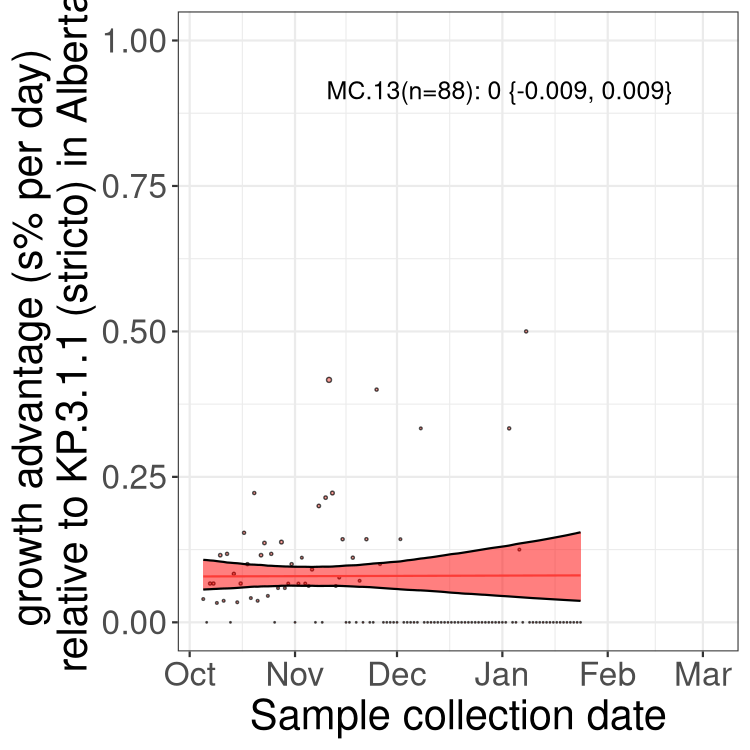 growth advantage (s% per day)
relative to KP.3.1.1 (stricto) in Alberta
1.00
0.75
0.50
0.25
0.00
MC.13(n=88): 0 {-0.009, 0.009}
Oct Nov Dec Jan Feb Mar
Sample collection date